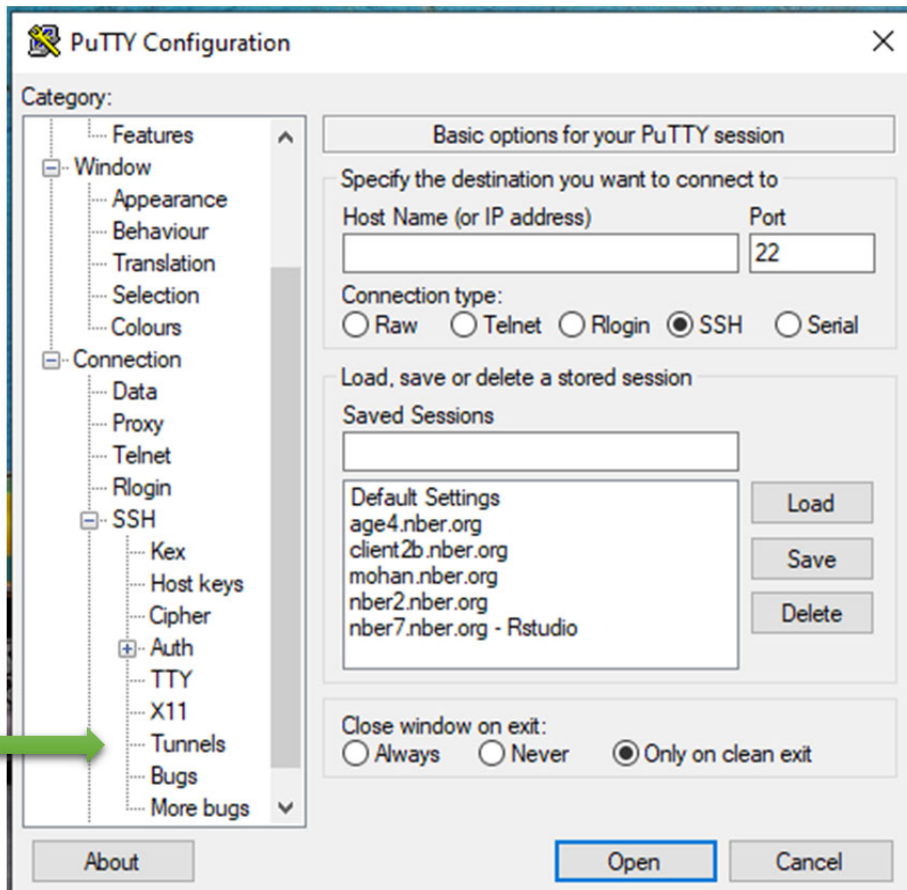 PuTTY Configuration
Category:
Features
Window
Appearance
Behaviour
Translation
Selection
Colours
Connection
Data
Proxy
Telnet
Rlogin
SSH
Kex
Host keys
Cipher
Auth
TTY
X11
Tunnels
Bugs
More bugs
Basic options for your PuTTY session
Specify the destination you want to connect to
Host Name (or IP address) Port
22
Connection type:
Raw Telnet Rlogin SSH Serial
Load, save or delete a stored session
Saved Sessions
Default Settings
age4.nber.org
client2b.nber.org
mohan.nber.org
nber2.nber.org
nber7.nber.org - Rstudio
Load
Save
Delete
Close window on exit:
Always Never Only on clean exit
About Open Cancel